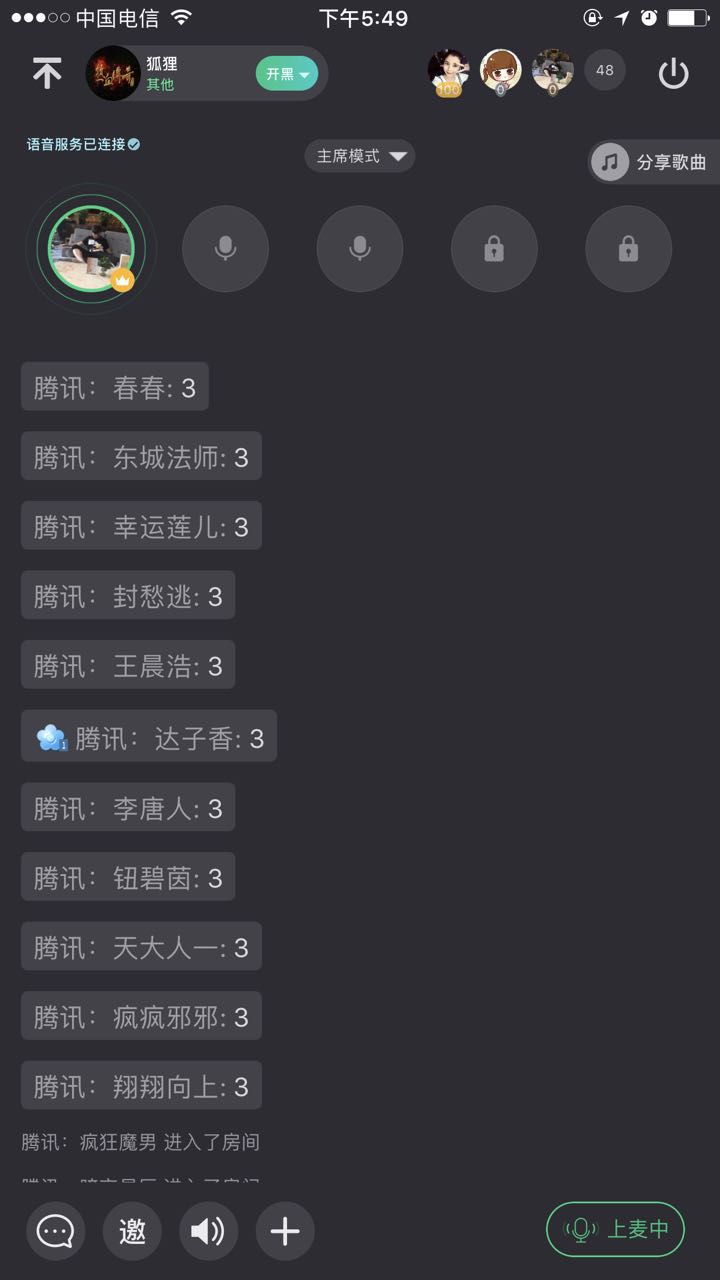 中国电信
下午5:49
狐狸
其他
开黑
100
0
0
48
语音服务已连接
主席模式
分享歌曲
腾讯：春春: 3
腾讯：东城法师: 3
腾讯：幸运莲儿: 3
腾讯：封愁逃: 3
腾讯：王晨浩: 3
1 腾讯：达子香: 3
腾讯：李唐人: 3
腾讯：钮碧茵: 3
腾讯：天大人一: 3
腾讯：疯疯邪邪: 3
腾讯：翔翔向上: 3
腾讯：疯狂魔男 进入了房间
邀
上麦中